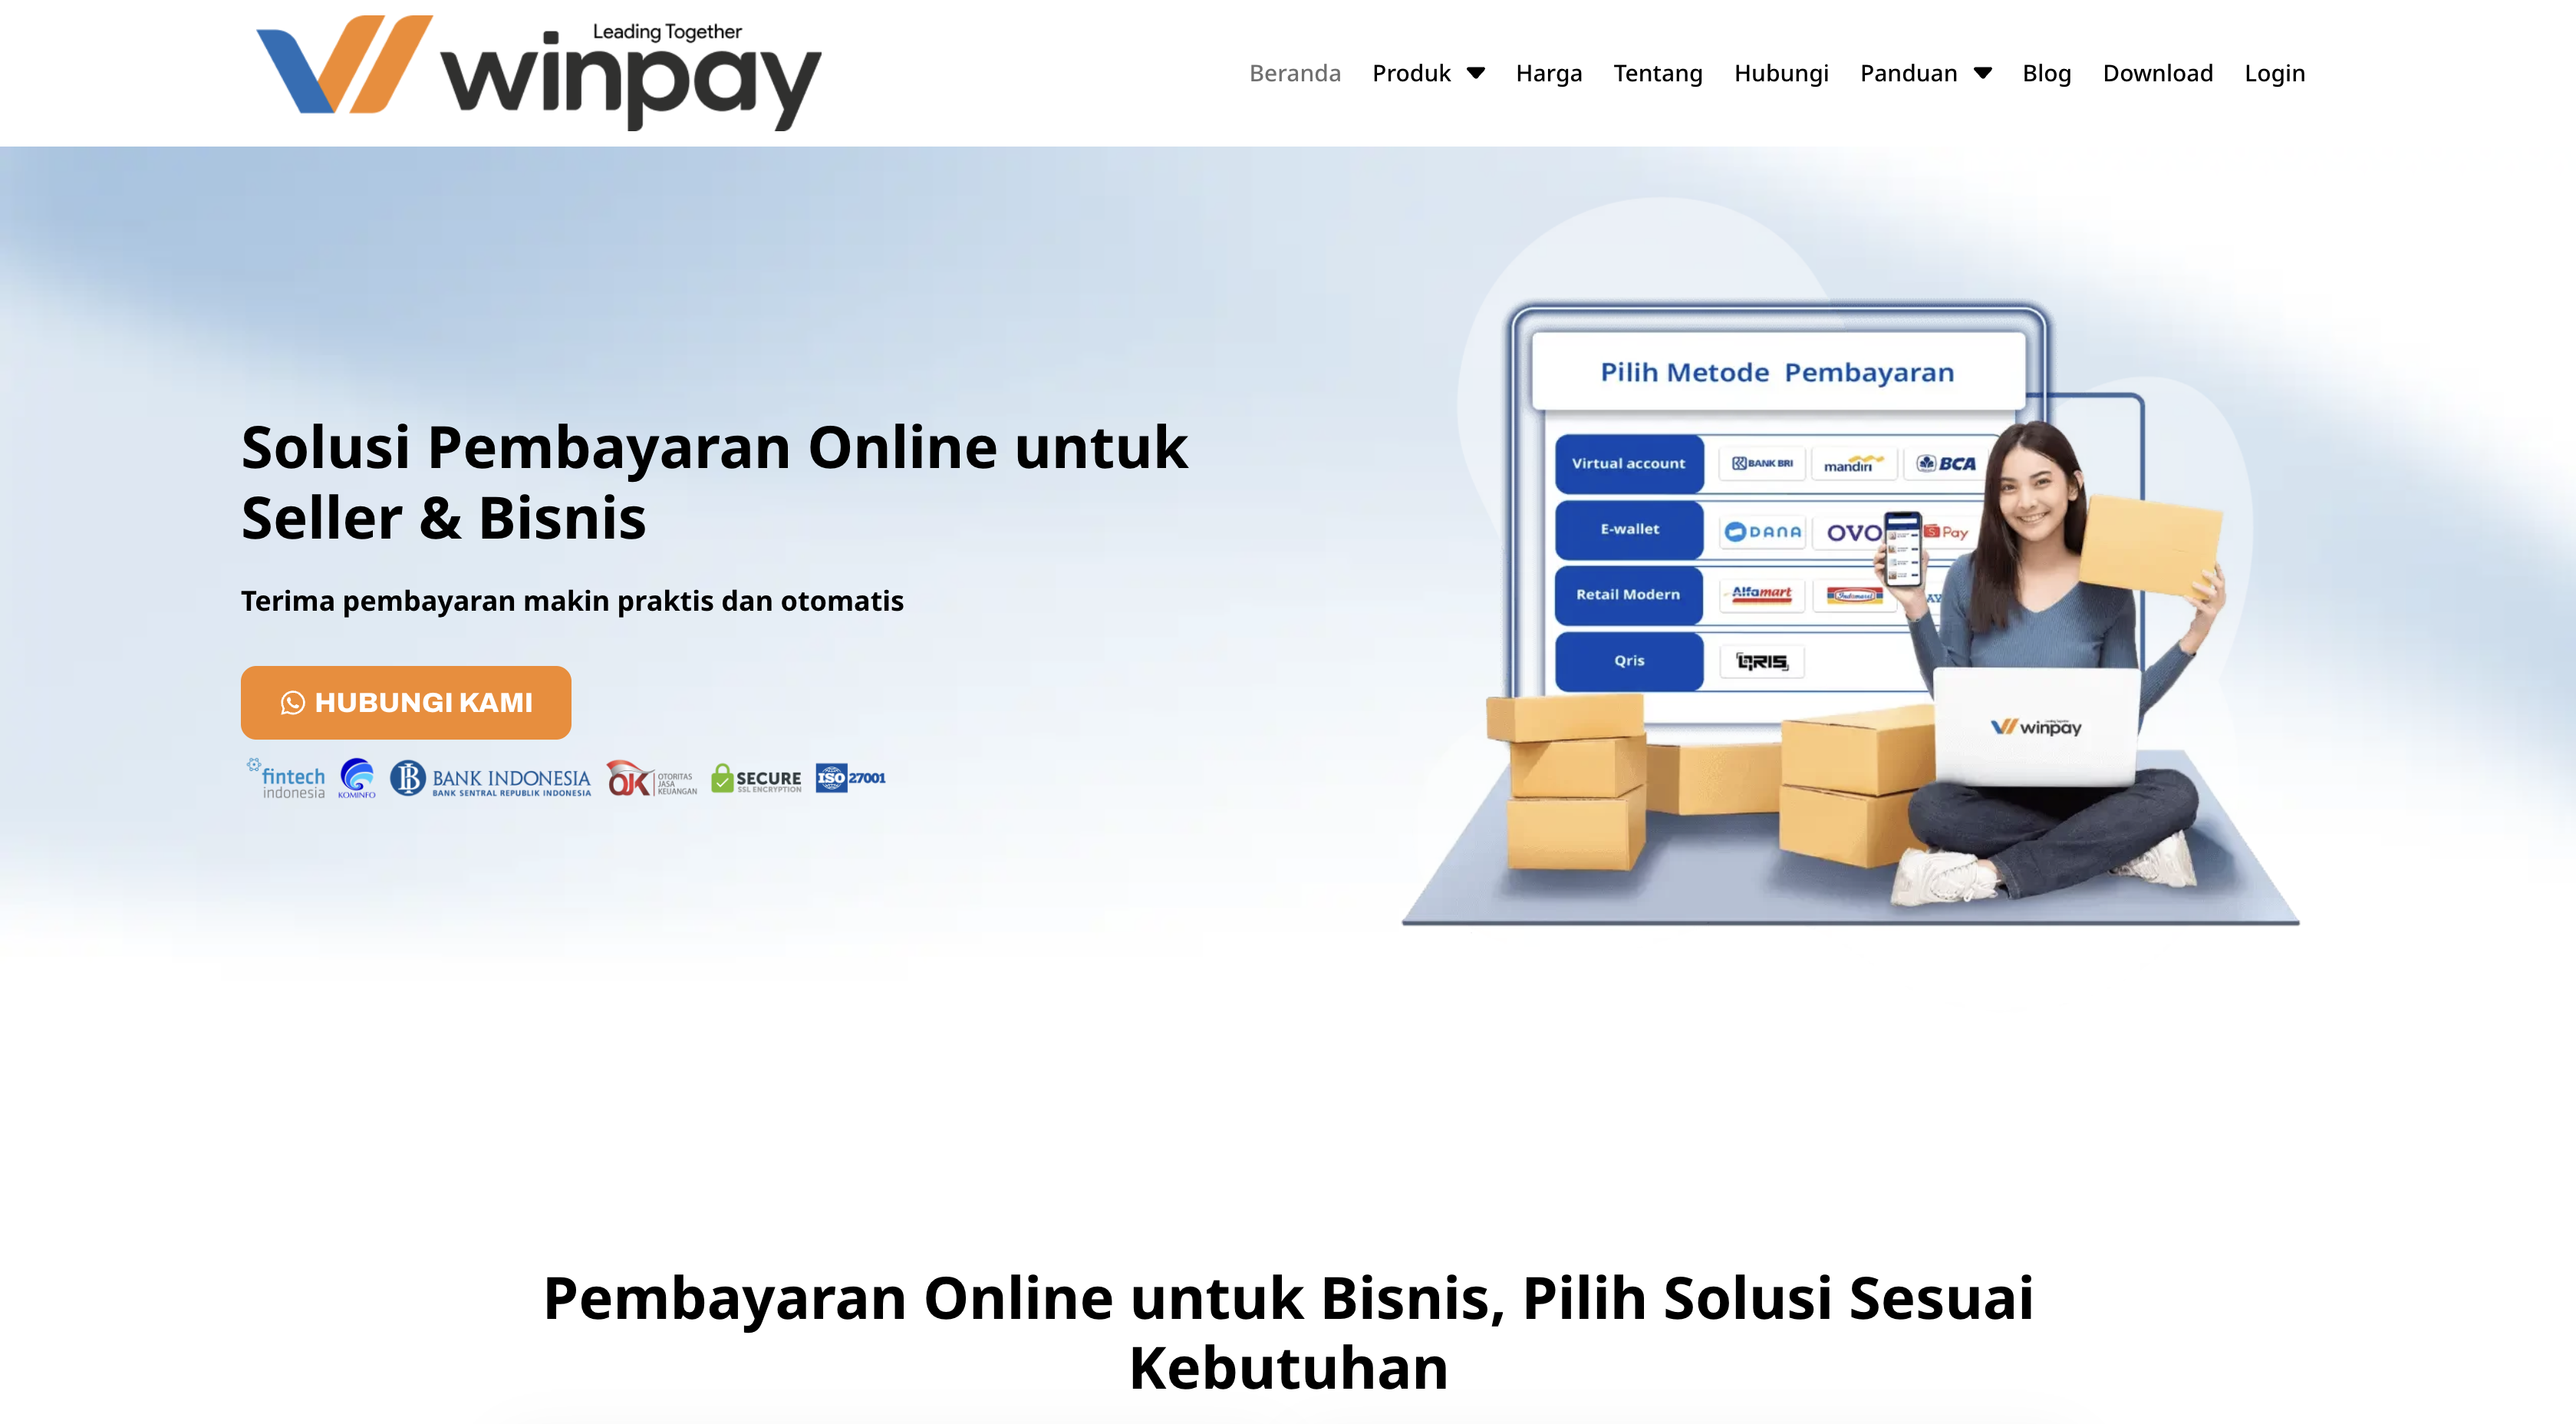 Leading Together
winpay
Beranda Produk Harga Tentang Hubungi Panduan Blog Download Login
Solusi Pembayaran Online untuk
Seller & Bisnis
Terima pembayaran makin praktis dan otomatis
HUBUNGI KAMI
fintech
indonesia
KOMINFO
BANK INDONESIA
BANK SENTRAL REPUBLIK INDONESIA
OJK OTORITAS
JASA
KEUANGAN
SECURE
SSL ENCRYPTION
ISO 27001
Pilih Metode Pembayaran
Virtual account BANK BRI mandiri BCA
E-wallet DANA OVO Pay
Retail Modern Alfamart Indomaret
Qris QRIS
winpay
Pembayaran Online untuk Bisnis, Pilih Solusi Sesuai
Kebutuhan